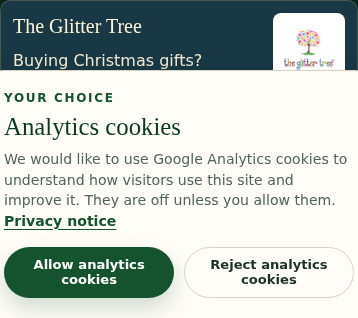 The Glitter Tree
Buying Christmas gifts?
the glitter tree
YOUR CHOICE
Analytics cookies
We would like to use Google Analytics cookies to
understand how visitors use this site and
improve it. They are off unless you allow them.
Privacy notice
Allow analytics
cookies
Reject analytics
cookies